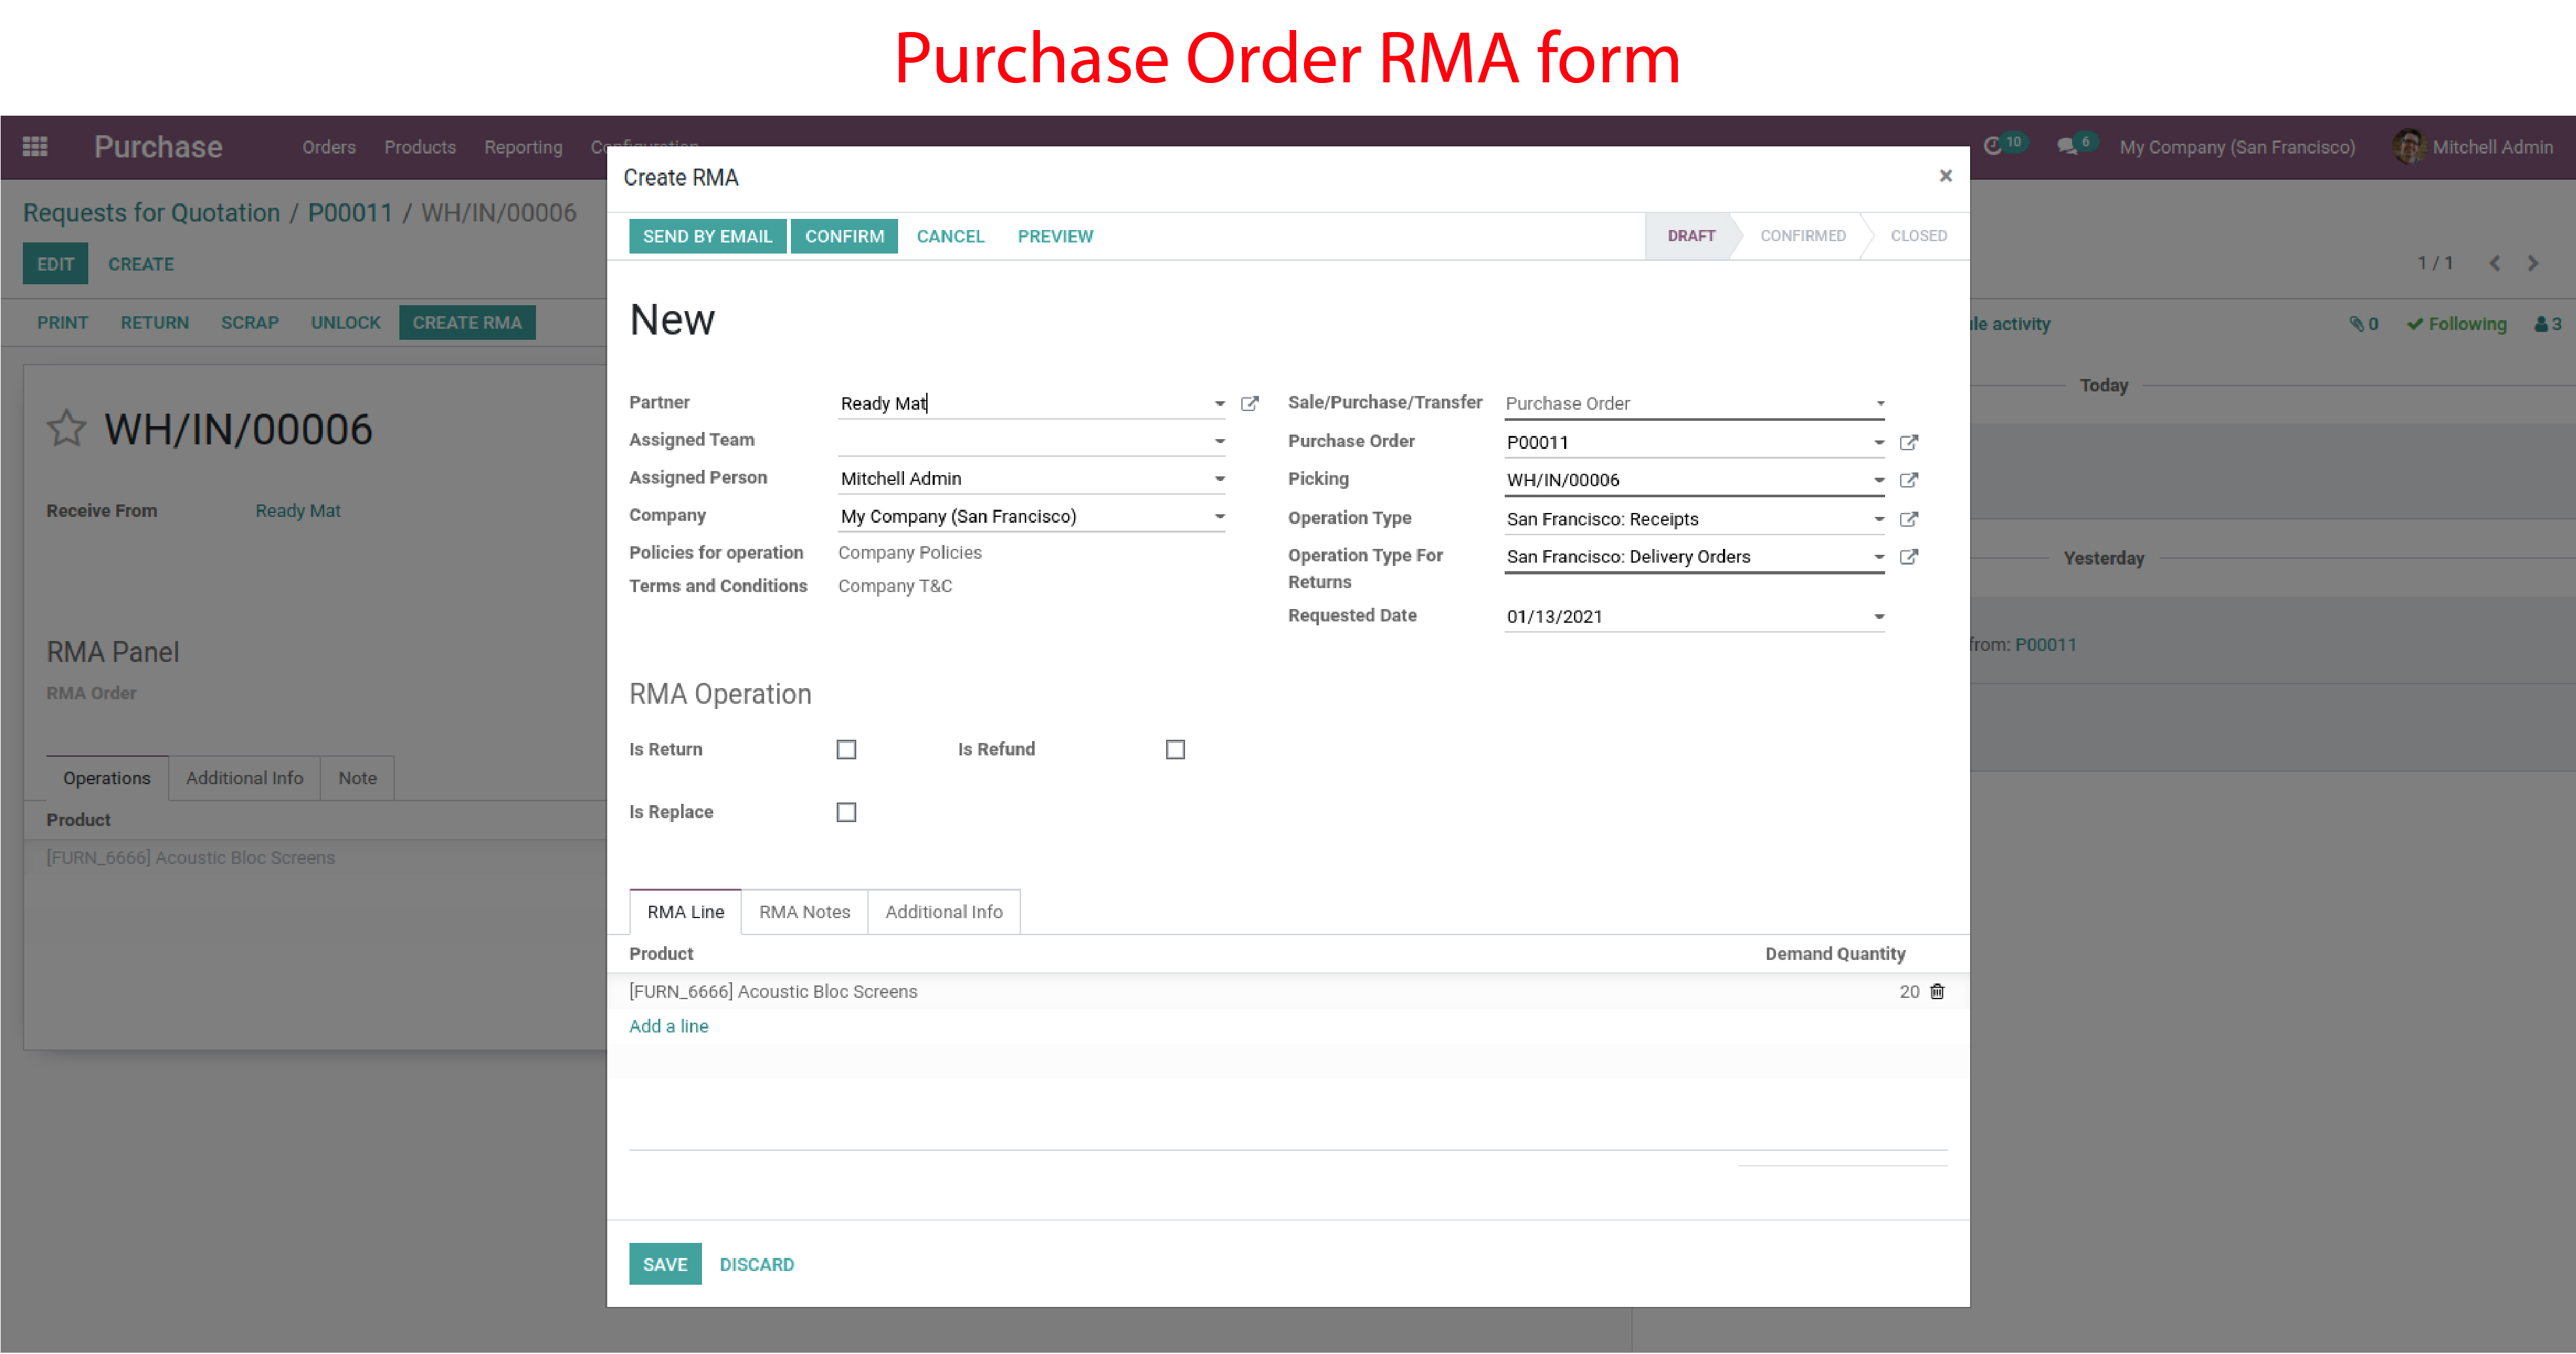 Purchase Order RMA form
Purchase Orders Products Reporting Configuration 10 6 My Company (San Francisco) Mitchell Admin
Requests for Quotation / P00011 / WH/IN/00006
EDIT CREATE
1 / 1
PRINT RETURN SCRAP UNLOCK CREATE RMA
WH/IN/00006
Receive From Ready Mat
RMA Panel
RMA Order
Operations Additional Info Note
Product
[FURN_6666] Acoustic Bloc Screens
Create RMA ×
SEND BY EMAIL CONFIRM CANCEL PREVIEW DRAFT CONFIRMED CLOSED
New
Partner Ready Mat
Assigned Team
Assigned Person Mitchell Admin
Company My Company (San Francisco)
Policies for operation Company Policies
Terms and Conditions Company T&C
Sale/Purchase/Transfer Purchase Order
Purchase Order P00011
Picking WH/IN/00006
Operation Type San Francisco: Receipts
Operation Type For San Francisco: Delivery Orders
Returns
Requested Date 01/13/2021
RMA Operation
Is Return Is Refund
Is Replace
RMA Line RMA Notes Additional Info
Product Demand Quantity
[FURN_6666] Acoustic Bloc Screens 20
Add a line
SAVE DISCARD
activity 0 Following 3
Today
Yesterday
from: P00011